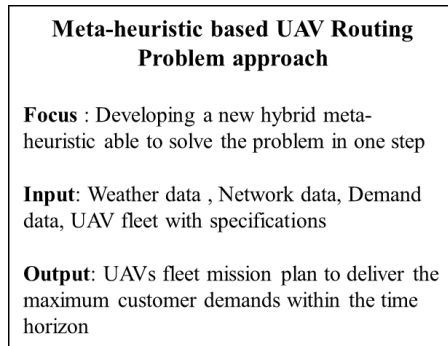 Meta-heuristic based UAV Routing
Problem approach
Focus : Developing a new hybrid meta-
heuristic able to solve the problem in one step
Input: Weather data , Network data, Demand
data, UAV fleet with specifications
Output: UAVs fleet mission plan to deliver the
maximum customer demands within the time
horizon